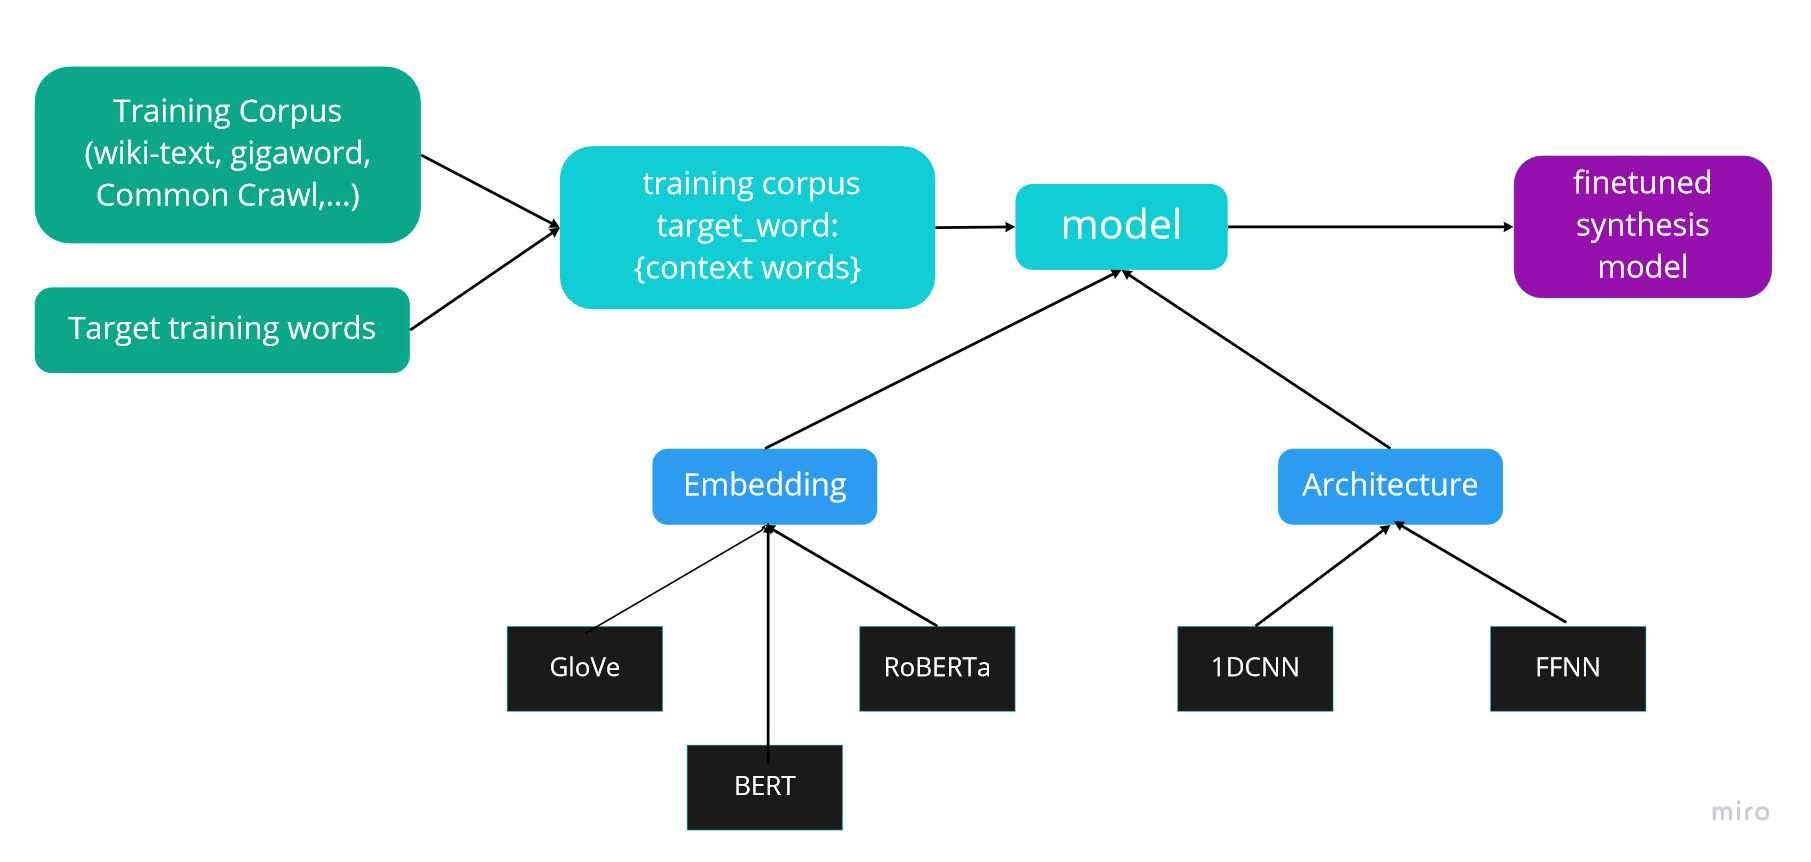 Training Corpus
(wiki-text, gigaword,
Common Crawl,...)
Target training words
training corpus
target_word:
{context words}
model
finetuned
synthesis
model
Embedding
Architecture
GloVe
RoBERTa
1DCNN
FFNN
BERT
miro